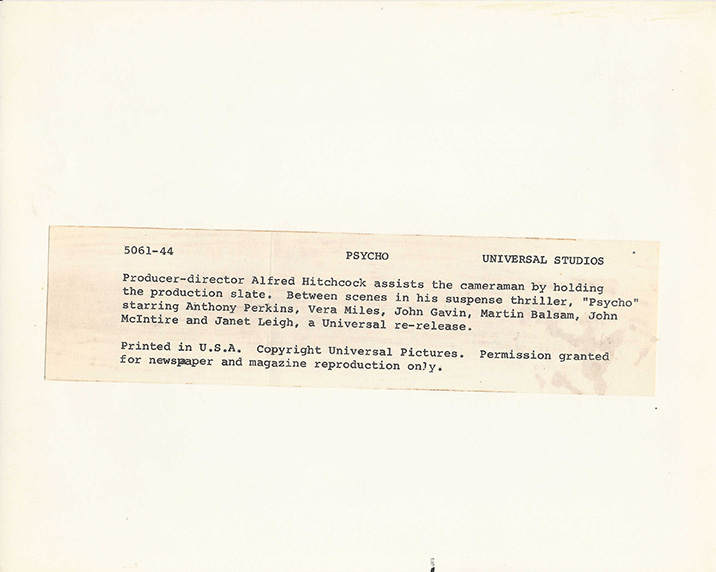 5061-44 PSYCHO UNIVERSAL STUDIOS
Producer-director Alfred Hitchcock assists the cameraman by holding
the production slate. Between scenes in his suspense thriller, "Psycho"
starring Anthony Perkins, Vera Miles, John Gavin, Martin Balsam, John
McIntire and Janet Leigh, a Universal re-release.
Printed in U.S.A. Copyright Universal Pictures. Permission granted
for newspaper and magazine reproduction only.